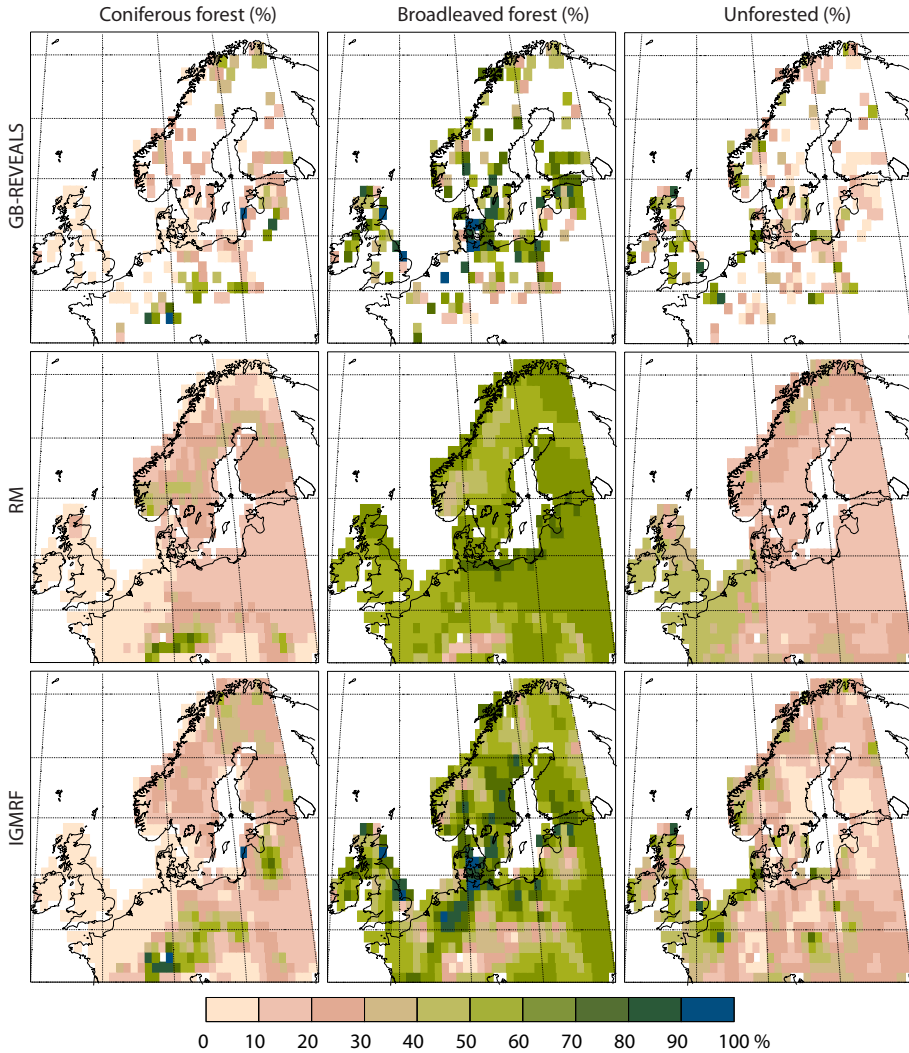 Coniferous forest (%) Broadleaved forest (%) Unforested (%)
GB-REVEALS
RM
IGMRF
0 10 20 30 40 50 60 70 80 90 100 %